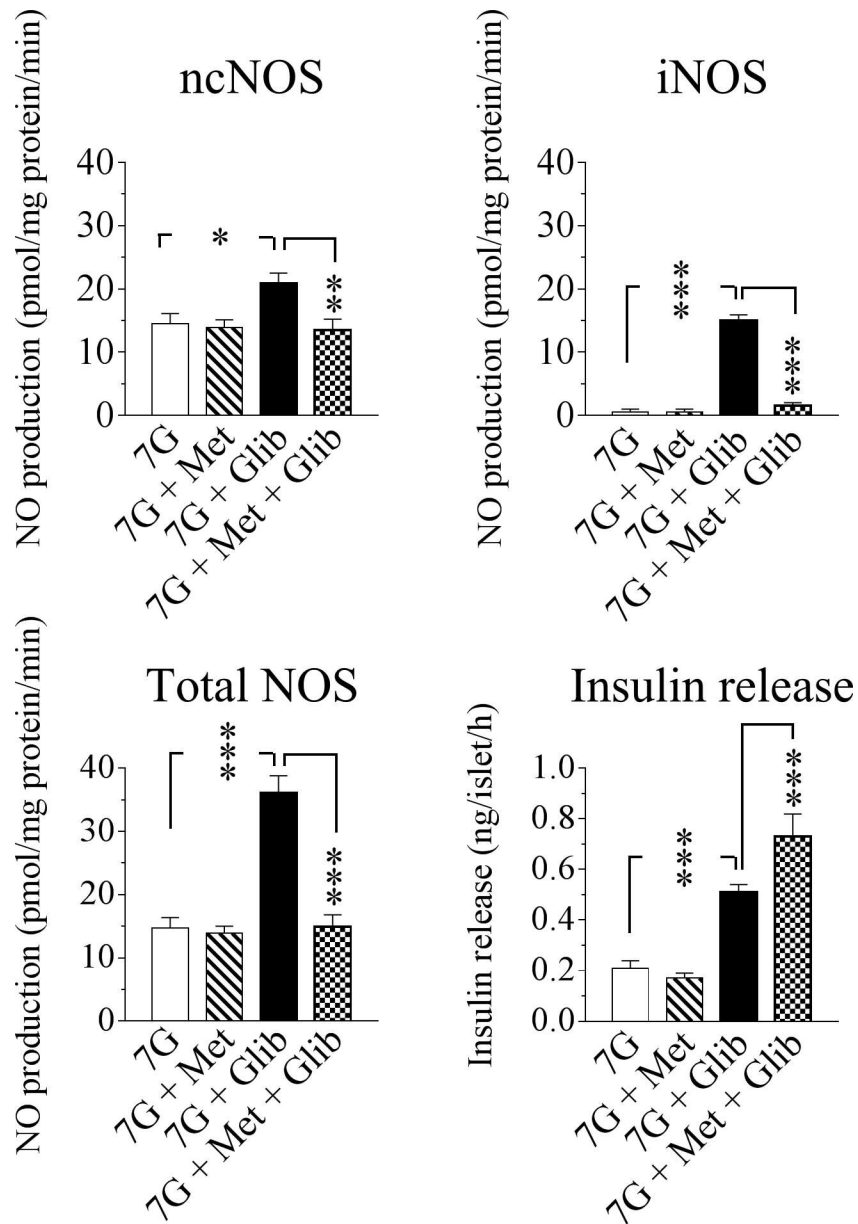 ncNOS
NO production (pmol/mg protein/min)
40
30
20
10
0
*
**
7G
7G + Met
7G + Glib
7G + Met + Glib
iNOS
NO production (pmol/mg protein/min)
40
30
20
10
0
***
***
7G
7G + Met
7G + Glib
7G + Met + Glib
Total NOS
NO production (pmol/mg protein/min)
40
30
20
10
0
***
***
7G
7G + Met
7G + Glib
7G + Met + Glib
Insulin release
Insulin release (ng/islet/h)
1.0
0.8
0.6
0.4
0.2
0.0
***
***
7G
7G + Met
7G + Glib
7G + Met + Glib